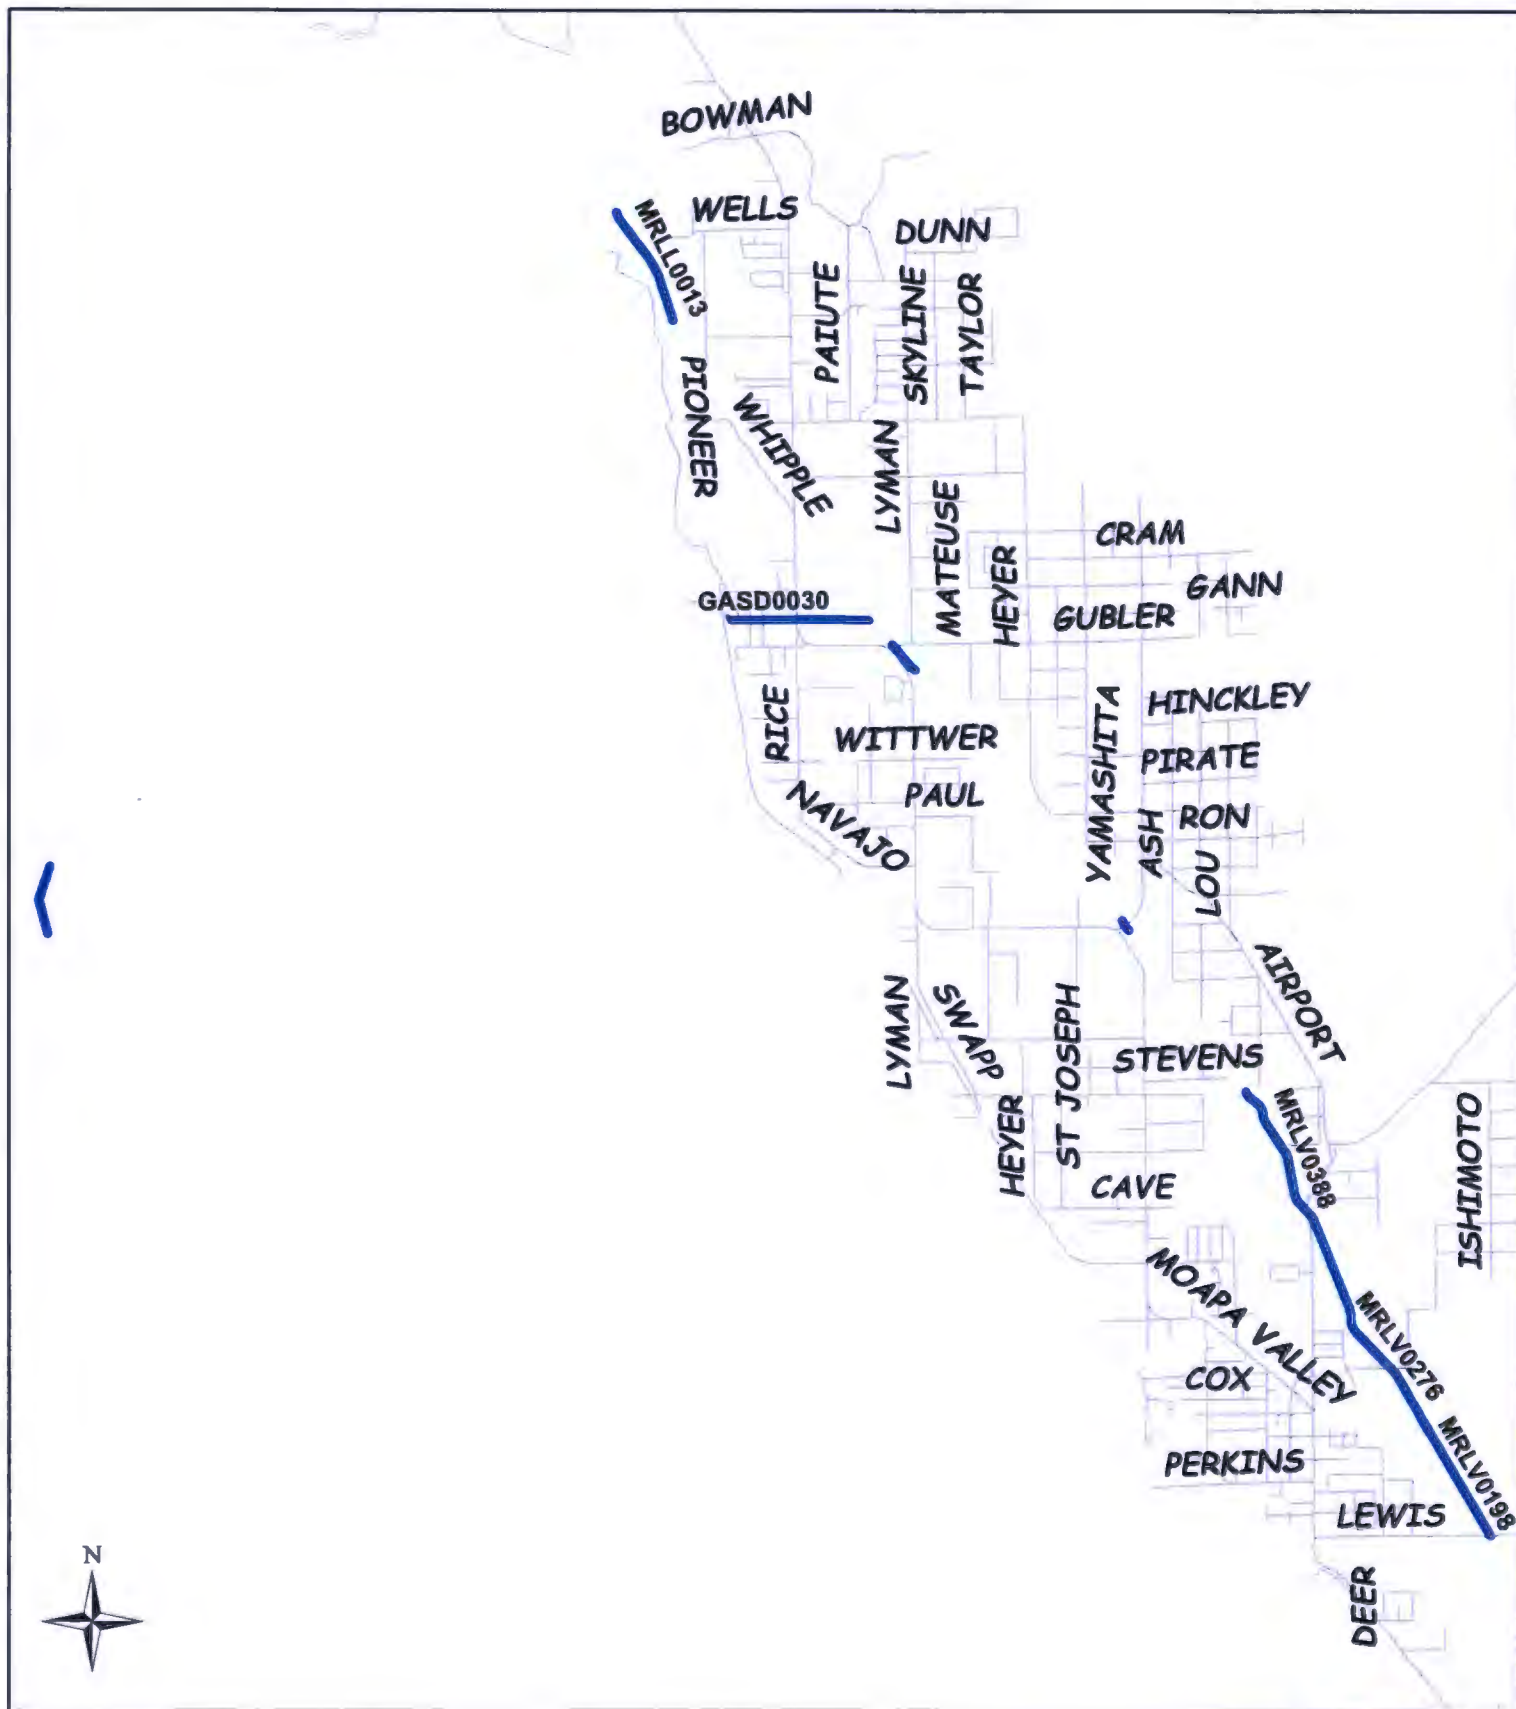 BOWMAN
WELLS
MRLL0013
DUNN
PAIUTE
SKYLINE
TAYLOR
PIONEER
WHIPPLE
LYMAN
MATEUSE
HEYER
CRAM
GANN
GUBLER
GASD0030
RICE
WITTWER
YAMASHITA
HINCKLEY
PIRATE
PAUL
NAVAJO
ASH
RON
LOU
AIRPORT
LYMAN
SWAPP
ST JOSEPH
STEVENS
HEYER
MRLV0388
ISHIMOTO
CAVE
MOAPA VALLEY
MRLV0276
COX
MRLV0198
PERKINS
LEWIS
N
DEER